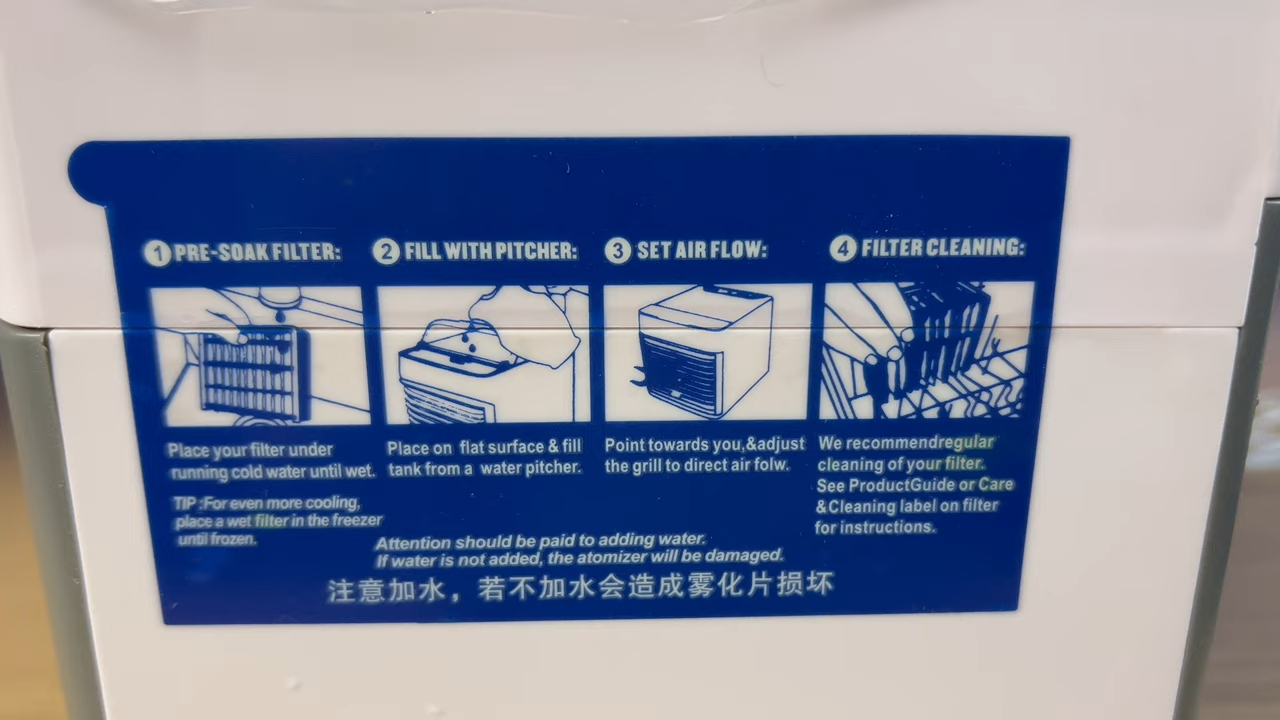 1 PRE-SOAK FILTER:
Place your filter under
running cold water until wet.
TIP :For even more cooling,
place a wet filter in the freezer
until frozen.
2 FILL WITH PITCHER:
Place on flat surface & fill
tank from a water pitcher.
3 SET AIR FLOW:
Point towards you,&adjust
the grill to direct air folw.
4 FILTER CLEANING:
We recommendregular
cleaning of your filter.
See ProductGuide or Care
&Cleaning label on filter
for instructions.
Attention should be paid to adding water.
If water is not added, the atomizer will be damaged.
注意加水，若不加水会造成雾化片损坏